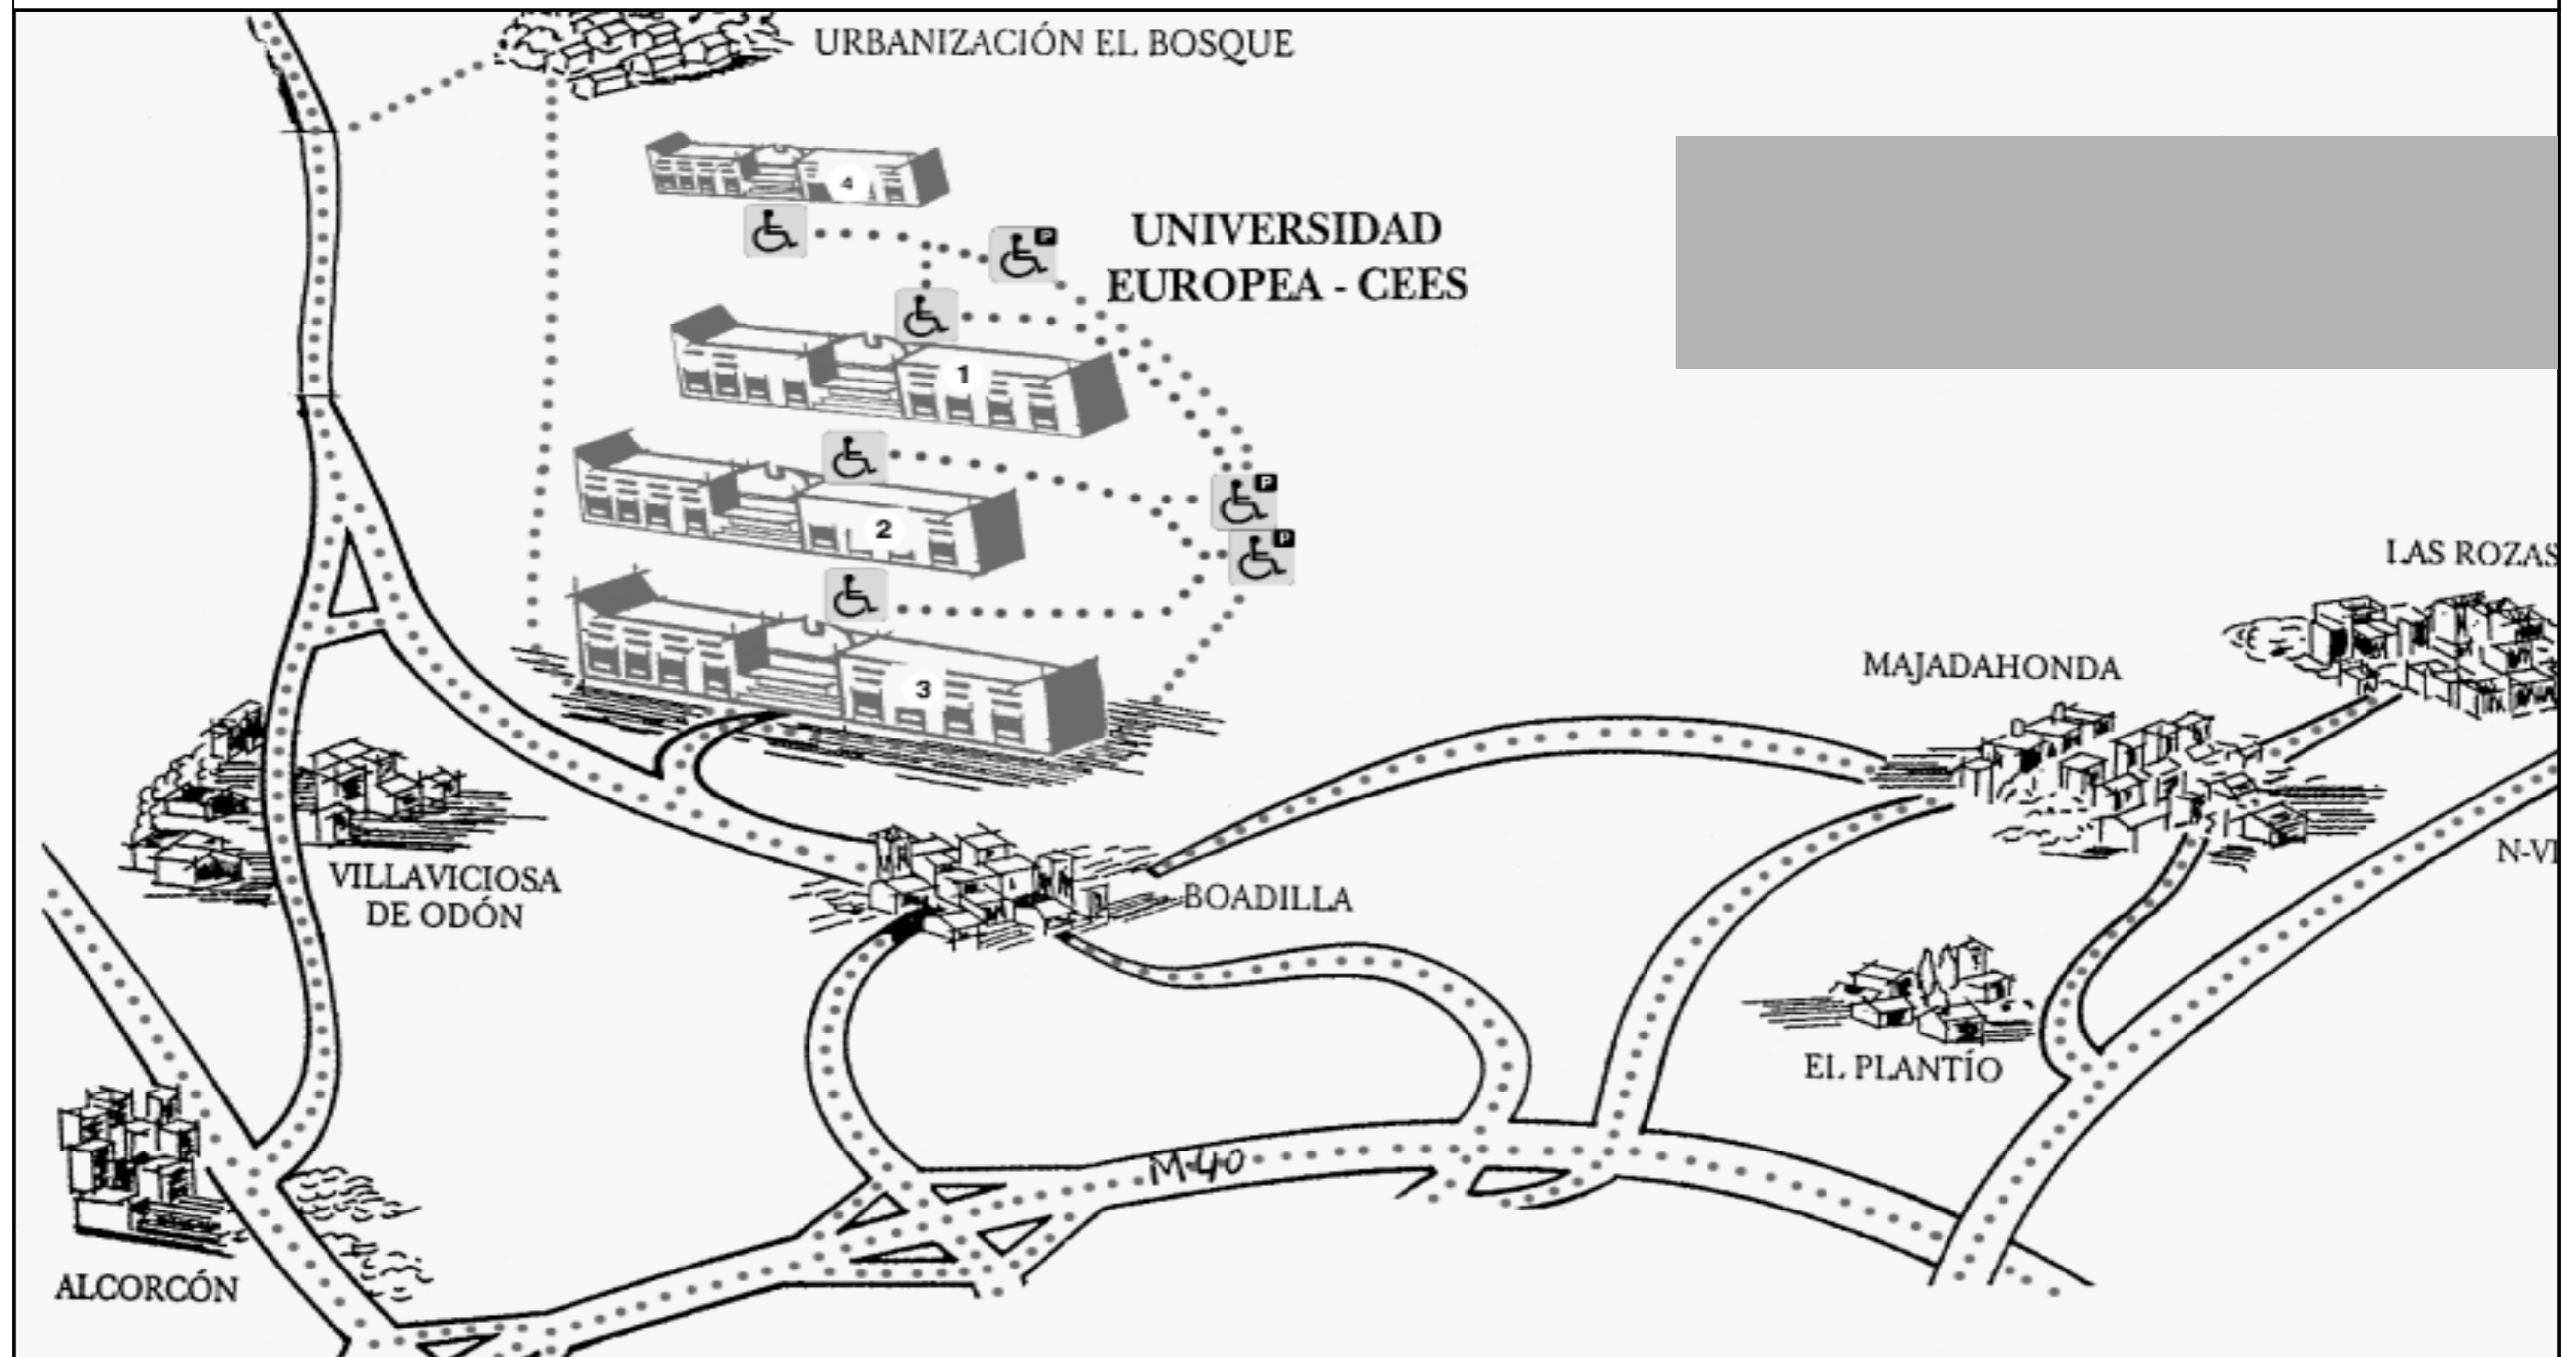 URBANIZACIÓN EL BOSQUE
4
P
UNIVERSIDAD
EUROPEA - CEES
1
P
2
P
3
LAS ROZAS
MAJADAHONDA
N-VI
VILLAVICIOSA
DE ODÓN
BOADILLA
EL PLANTÍO
M-40
ALCORCÓN